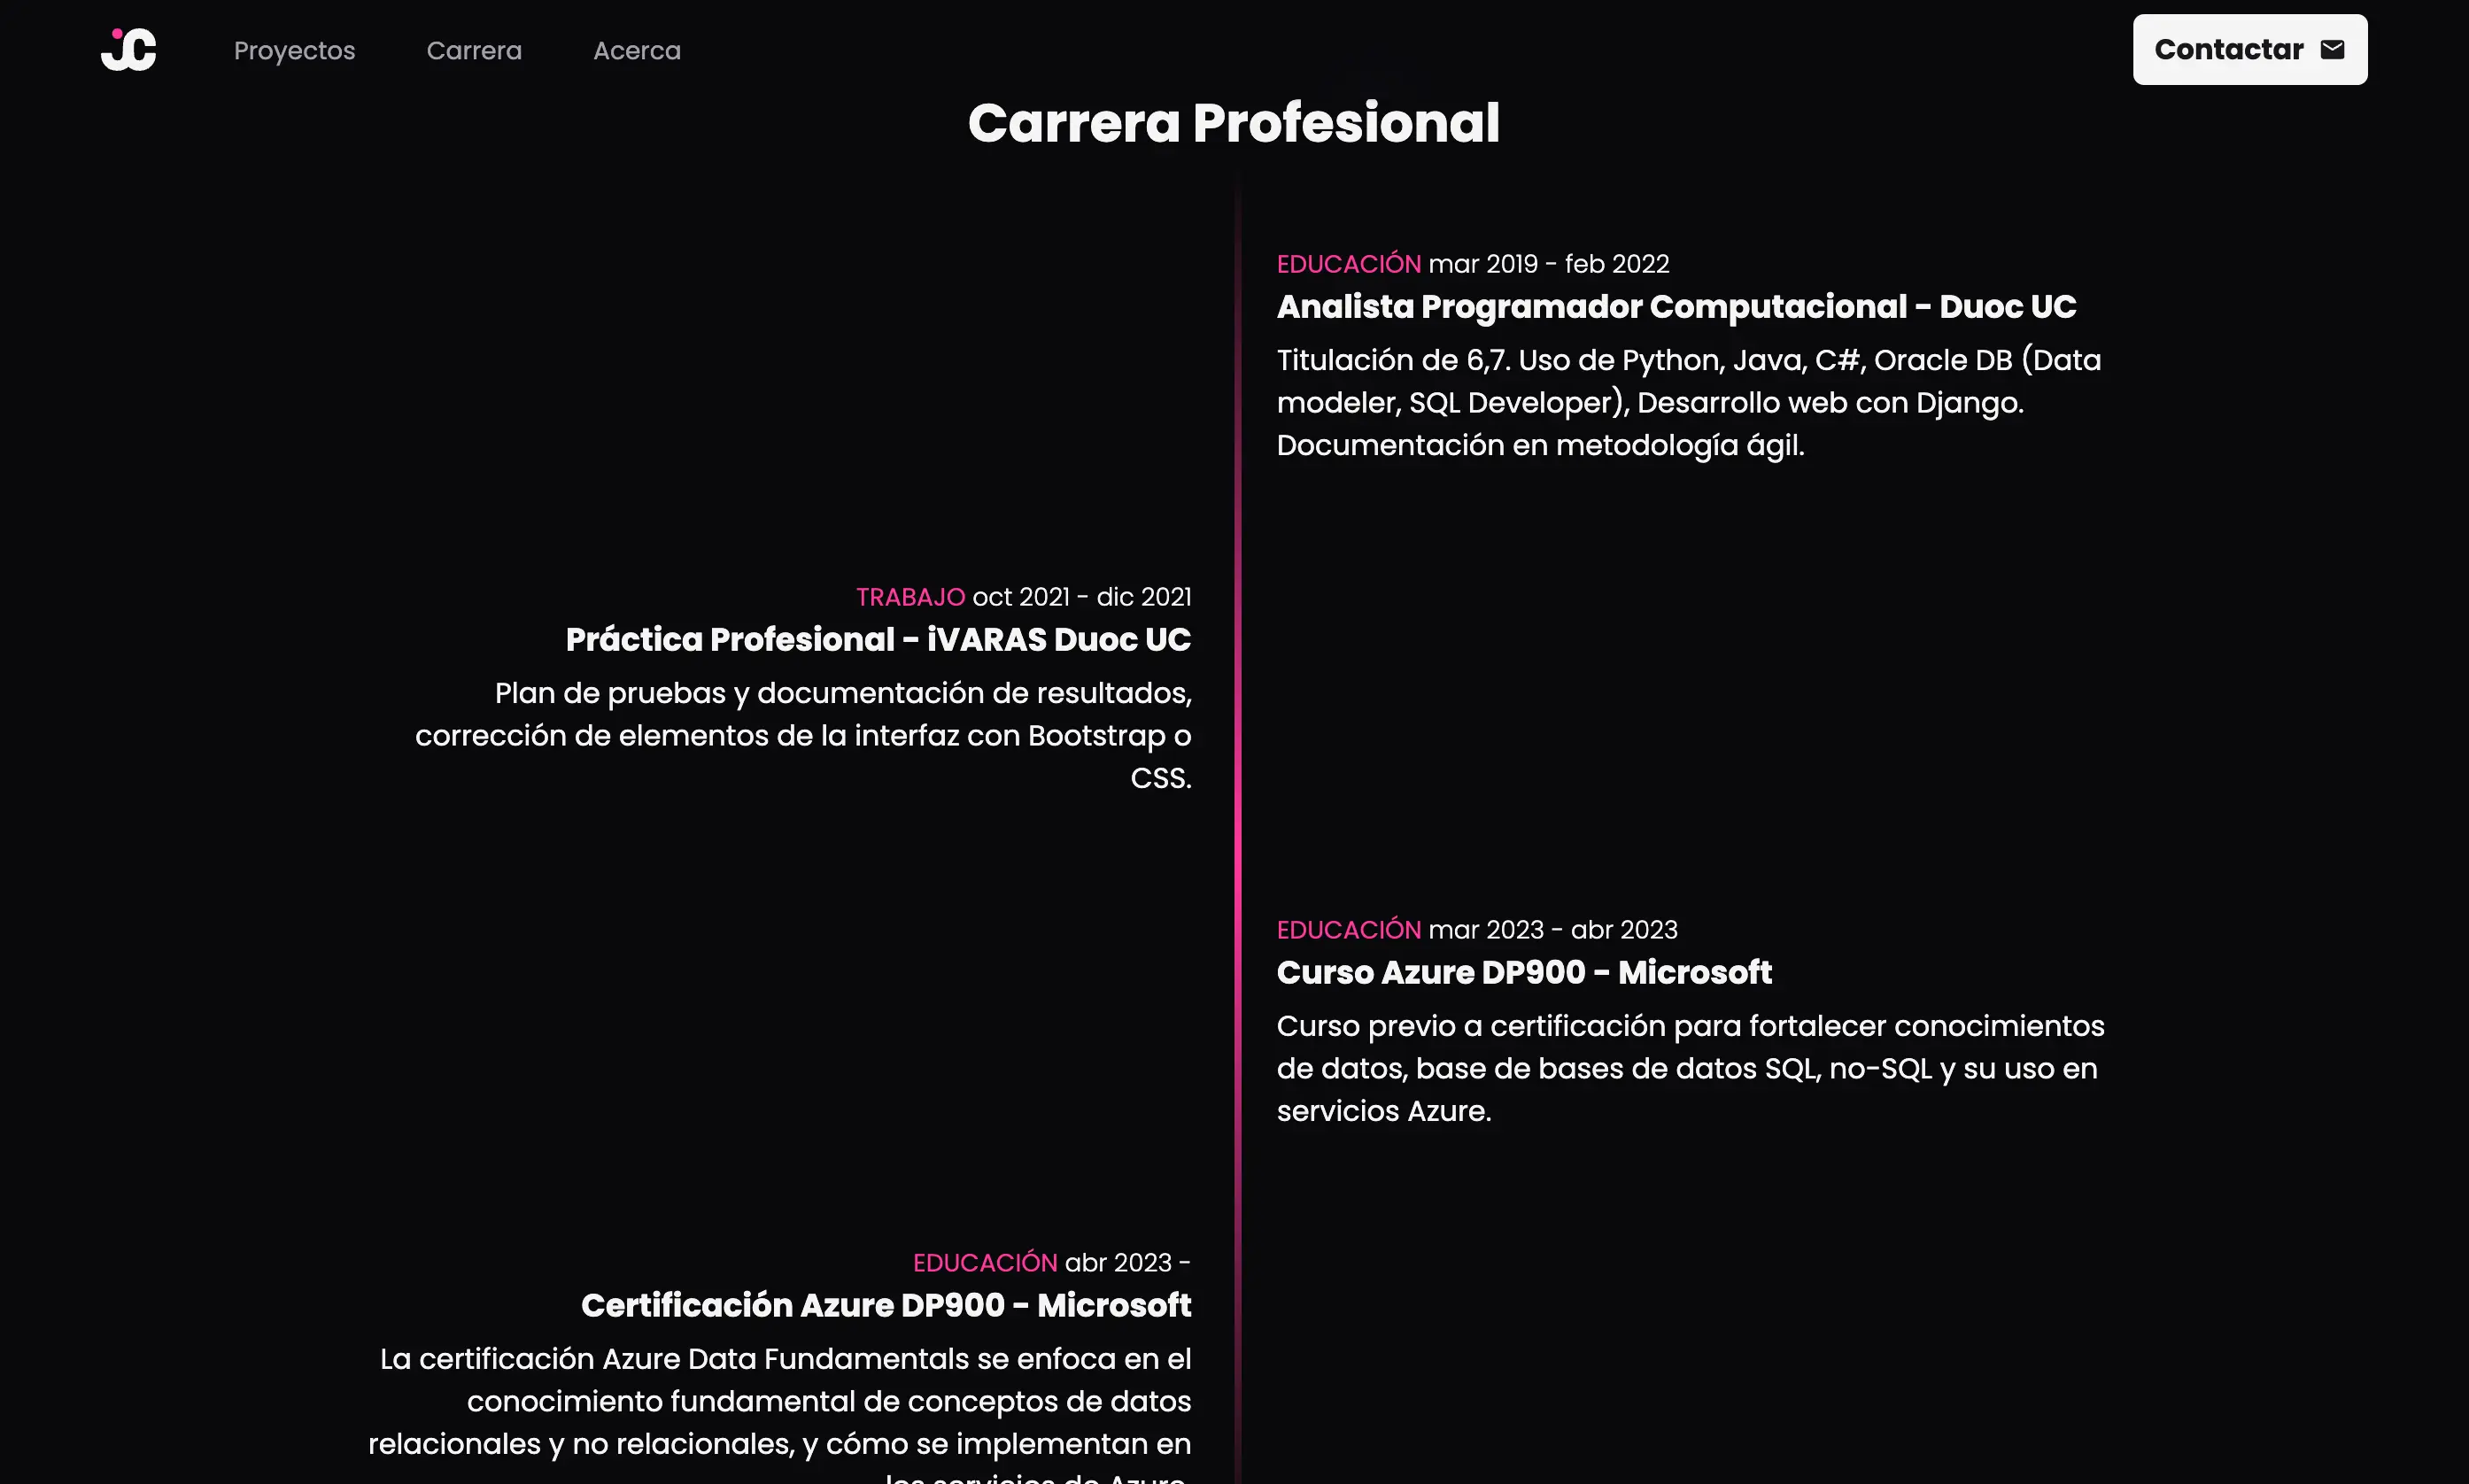 JC
Proyectos
Carrera
Acerca
Contactar
Carrera Profesional
EDUCACIÓN mar 2019 - feb 2022
Analista Programador Computacional - Duoc UC
Titulación de 6,7. Uso de Python, Java, C#, Oracle DB (Data
modeler, SQL Developer), Desarrollo web con Django.
Documentación en metodología ágil.
TRABAJO oct 2021 - dic 2021
Práctica Profesional - iVARAS Duoc UC
Plan de pruebas y documentación de resultados,
corrección de elementos de la interfaz con Bootstrap o
CSS.
EDUCACIÓN mar 2023 - abr 2023
Curso Azure DP900 - Microsoft
Curso previo a certificación para fortalecer conocimientos
de datos, base de bases de datos SQL, no-SQL y su uso en
servicios Azure.
EDUCACIÓN abr 2023 -
Certificación Azure DP900 - Microsoft
La certificación Azure Data Fundamentals se enfoca en el
conocimiento fundamental de conceptos de datos
relacionales y no relacionales, y cómo se implementan en
los servicios de Azure.